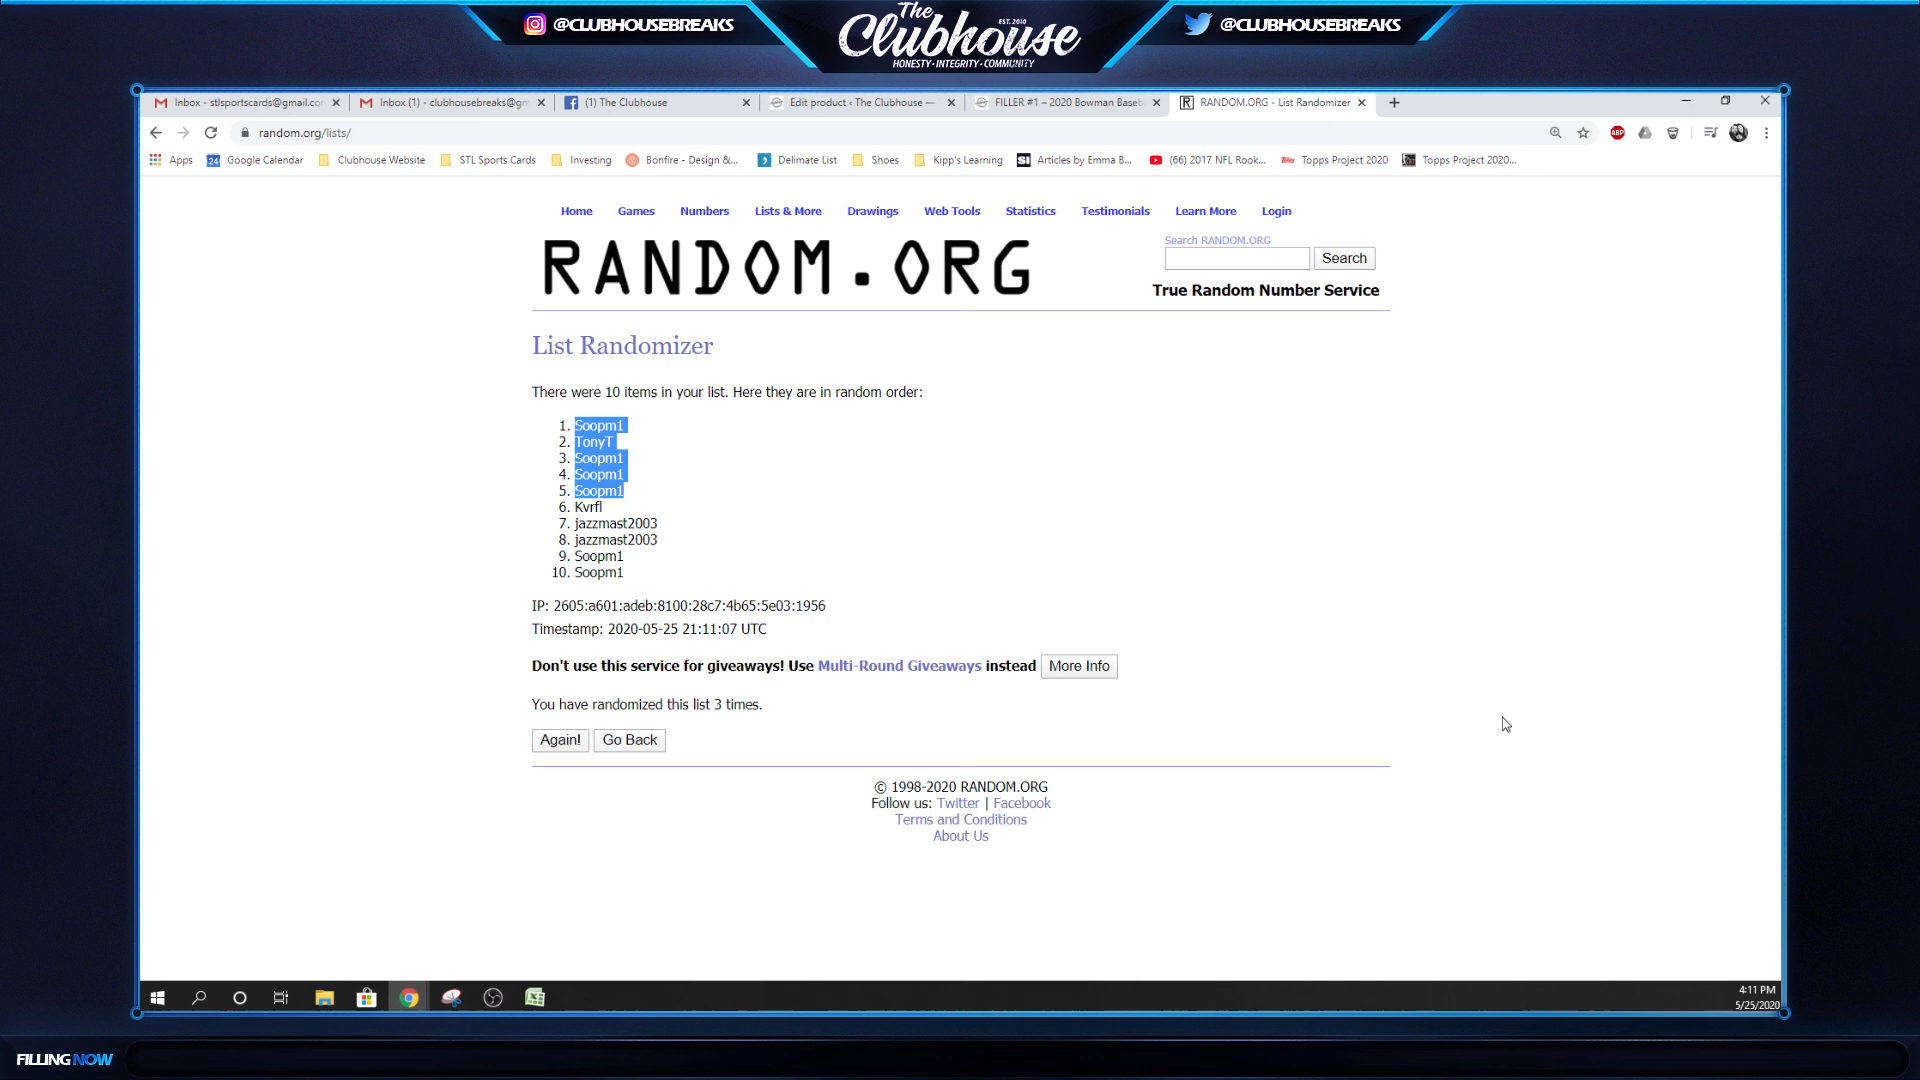 @CLUBHOUSEBREAKS
The Clubhouse
EST. 2010
HONESTY • INTEGRITY • COMMUNITY
@CLUBHOUSEBREAKS
Inbox - stlsportscards@gmail.co
Inbox (1) - clubhousebreaks@gm
(1) The Clubhouse
Edit product ‹ The Clubhouse —
FILLER #1 – 2020 Bowman Baseb
RANDOM.ORG - List Randomizer
random.org/lists/
Apps
Google Calendar
Clubhouse Website
STL Sports Cards
Investing
Bonfire - Design &...
Delimate List
Shoes
Kipp's Learning
Articles by Emma B...
(66) 2017 NFL Rook...
Topps Project 2020
Topps Project 2020...
Home Games Numbers Lists & More Drawings Web Tools Statistics Testimonials Learn More Login
RANDOM.ORG
Search RANDOM.ORG
Search
True Random Number Service
List Randomizer
There were 10 items in your list. Here they are in random order:
1. Soopm1
2. TonyT
3. Soopm1
4. Soopm1
5. Soopm1
6. Kvrfl
7. jazzmast2003
8. jazzmast2003
9. Soopm1
10. Soopm1
IP: 2605:a601:adeb:8100:28c7:4b65:5e03:1956
Timestamp: 2020-05-25 21:11:07 UTC
Don't use this service for giveaways! Use Multi-Round Giveaways instead More Info
You have randomized this list 3 times.
Again! Go Back
© 1998-2020 RANDOM.ORG
Follow us: Twitter | Facebook
Terms and Conditions
About Us
4:11 PM
5/25/2020
FILLING NOW